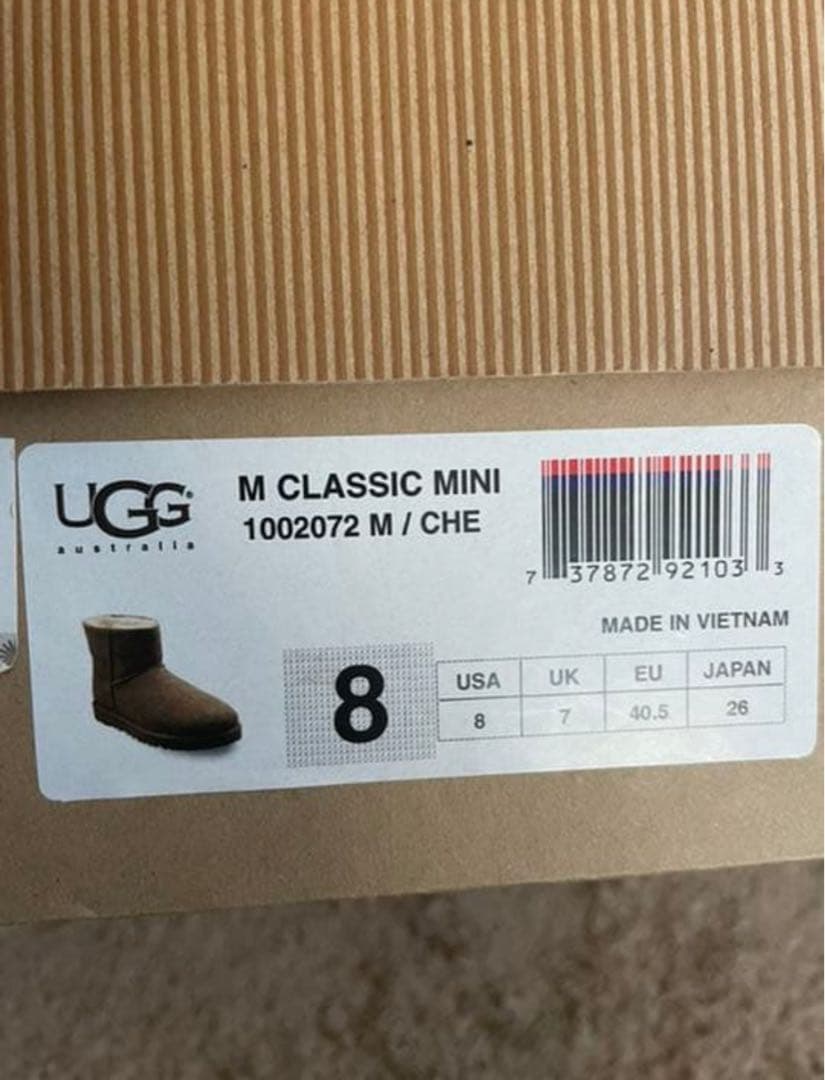 UGG®
australia
M CLASSIC MINI
1002072 M / CHE
7 37872 92103 3
MADE IN VIETNAM
8
USA UK EU JAPAN
8 7 40.5 26